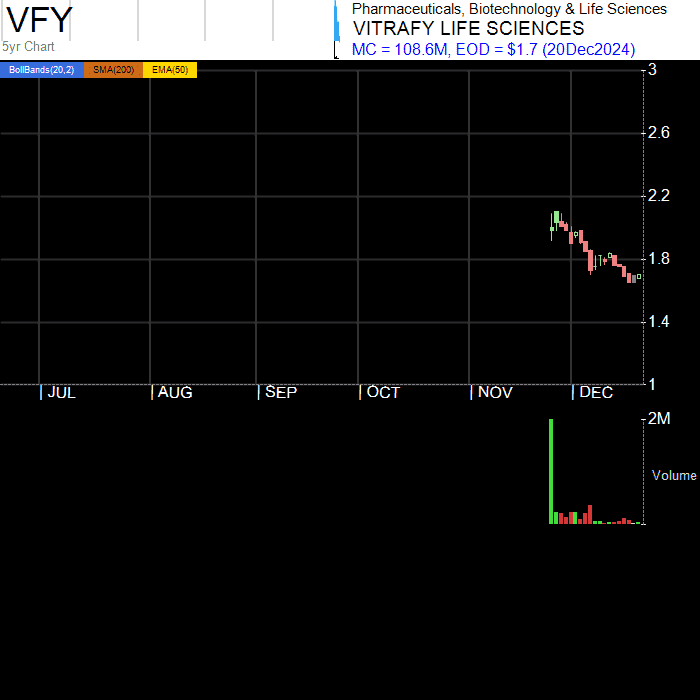 VFY
5yr Chart
Pharmaceuticals, Biotechnology & Life Sciences
VITRAFY LIFE SCIENCES
MC = 108.6M, EOD = $1.7 (20Dec2024)
BollBands(20,2) SMA(200) EMA(50)
3
2.6
2.2
1.8
1.4
1
JUL AUG SEP OCT NOV DEC
2M
Volume